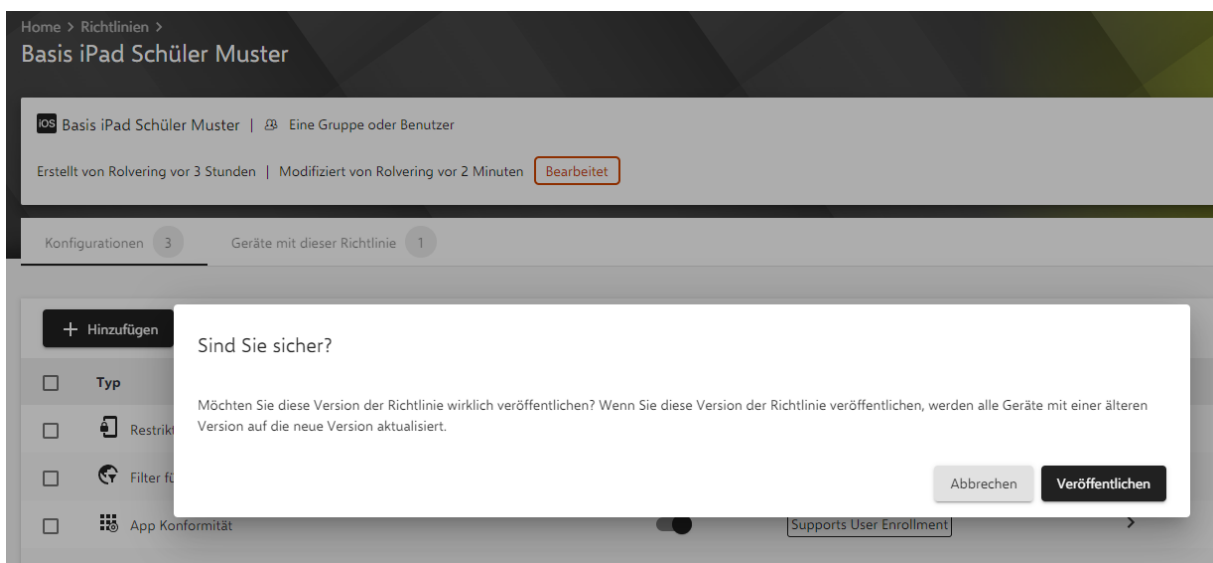 Home > Richtlinien >
Basis iPad Schüler Muster
iOS Basis iPad Schüler Muster | Eine Gruppe oder Benutzer
Erstellt von Rolvering vor 3 Stunden | Modifiziert von Rolvering vor 2 Minuten Bearbeitet
Konfigurationen 3 Geräte mit dieser Richtlinie 1
+ Hinzufügen
Sind Sie sicher?
Typ
Möchten Sie diese Version der Richtlinie wirklich veröffentlichen? Wenn Sie diese Version der Richtlinie veröffentlichen, werden alle Geräte mit einer älteren
Version auf die neue Version aktualisiert.
Restrikt
Filter fü
Abbrechen Veröffentlichen
App Konformität Supports User Enrollment